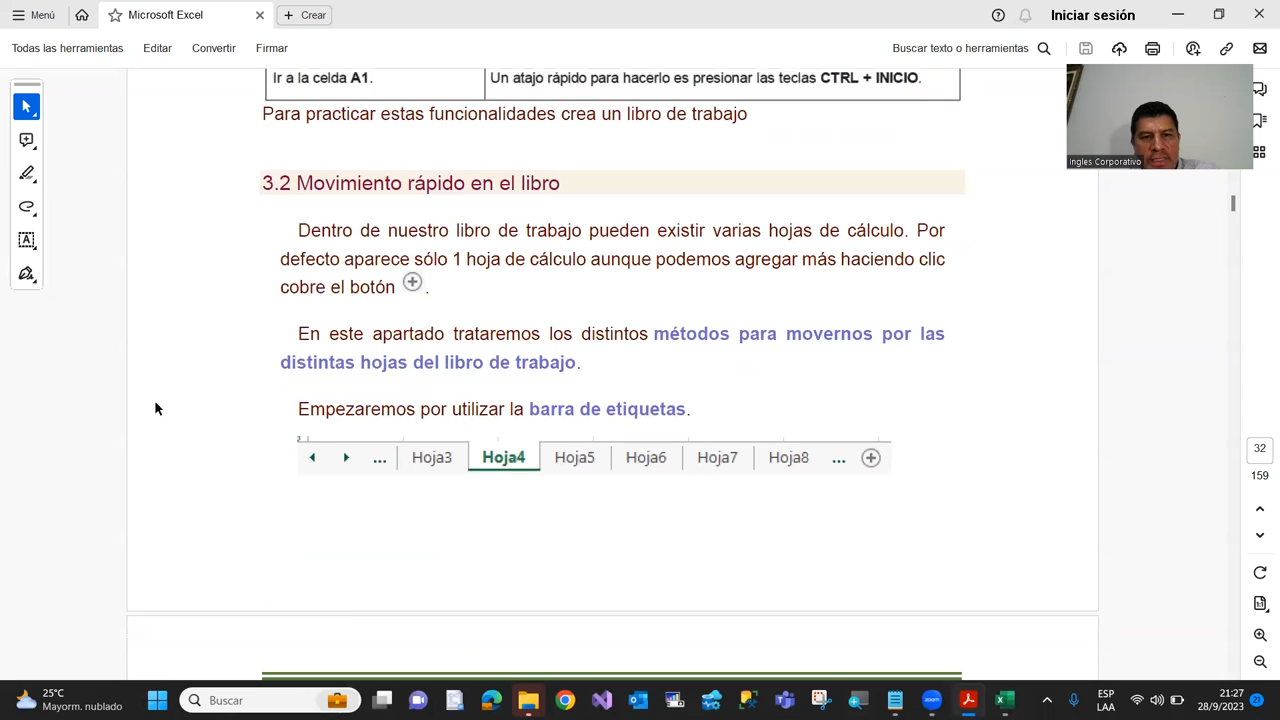 Menú
Microsoft Excel
Crear
Iniciar sesión
Todas las herramientas
Editar
Convertir
Firmar
Buscar texto o herramientas
Ir a la celda A1.
Un atajo rápido para hacerlo es presionar las teclas CTRL + INICIO.
Para practicar estas funcionalidades crea un libro de trabajo
Inglés Corporativo
3.2 Movimiento rápido en el libro
Dentro de nuestro libro de trabajo pueden existir varias hojas de cálculo. Por
defecto aparece sólo 1 hoja de cálculo aunque podemos agregar más haciendo clic
cobre el botón .
En este apartado trataremos los distintos métodos para movernos por las
distintas hojas del libro de trabajo.
Empezaremos por utilizar la barra de etiquetas.
... Hoja3 Hoja4 Hoja5 Hoja6 Hoja7 Hoja8 ...
32
159
25°C
Mayorm. nublado
Buscar
ESP
LAA
21:27
28/9/2023